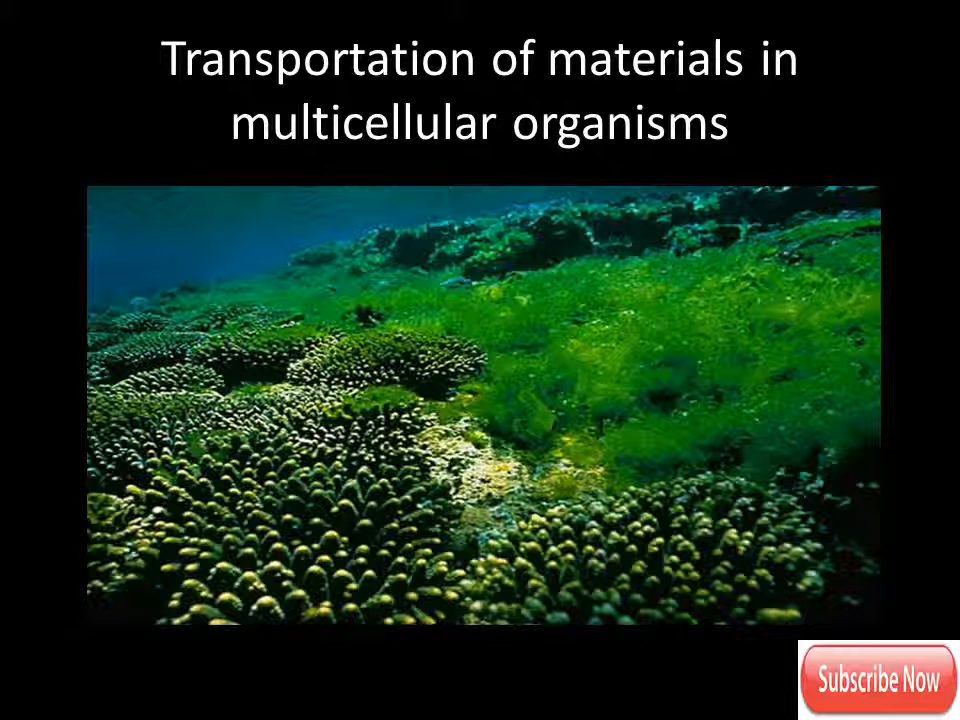 Transportation of materials in
multicellular organisms
Subscribe Now